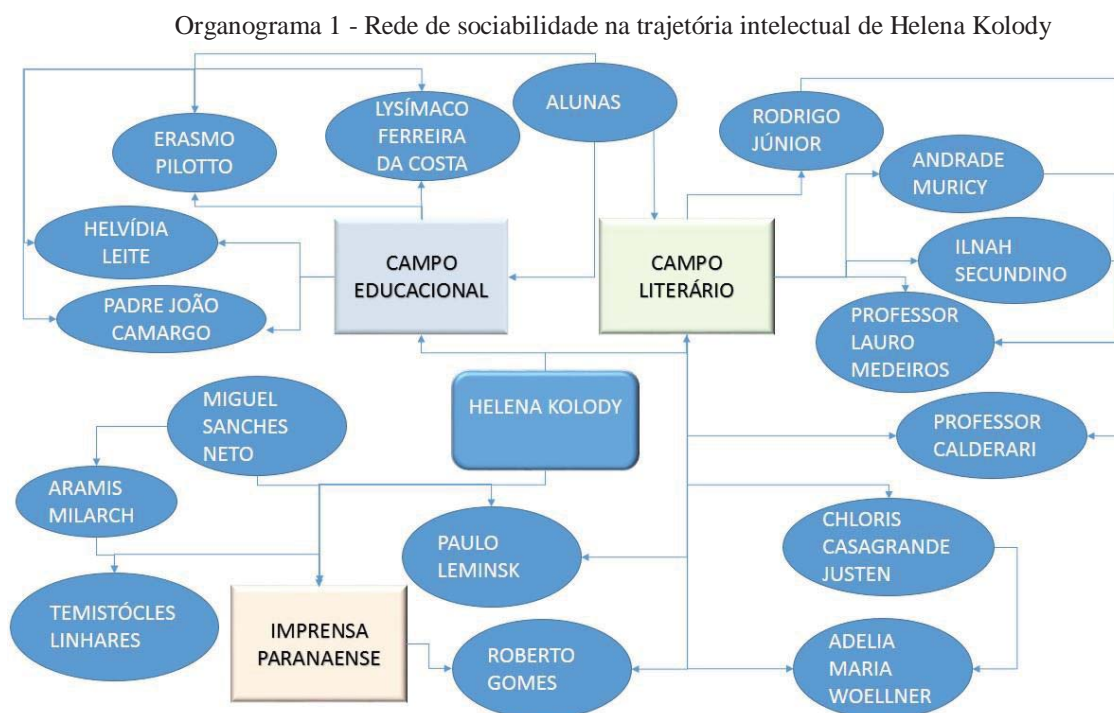 Organograma 1 - Rede de sociabilidade na trajetória intelectual de Helena Kolody
ERASMO
PILOTTO
LYSÍMACO
FERREIRA
DA COSTA
ALUNAS
RODRIGO
JÚNIOR
ANDRADE
MURICY
HELVÍDIA
LEITE
PADRE JOÃO
CAMARGO
CAMPO
EDUCACIONAL
CAMPO
LITERÁRIO
ILNAH
SECUNDINO
PROFESSOR
LAURO
MEDEIROS
MIGUEL
SANCHES
NETO
HELENA KOLODY
PROFESSOR
CALDERARI
ARAMIS
MILARCH
PAULO
LEMINSK
CHLORIS
CASAGRANDE
JUSTEN
TEMISTÓCLES
LINHARES
IMPRENSA
PARANAENSE
ROBERTO
GOMES
ADELIA
MARIA
WOELLNER